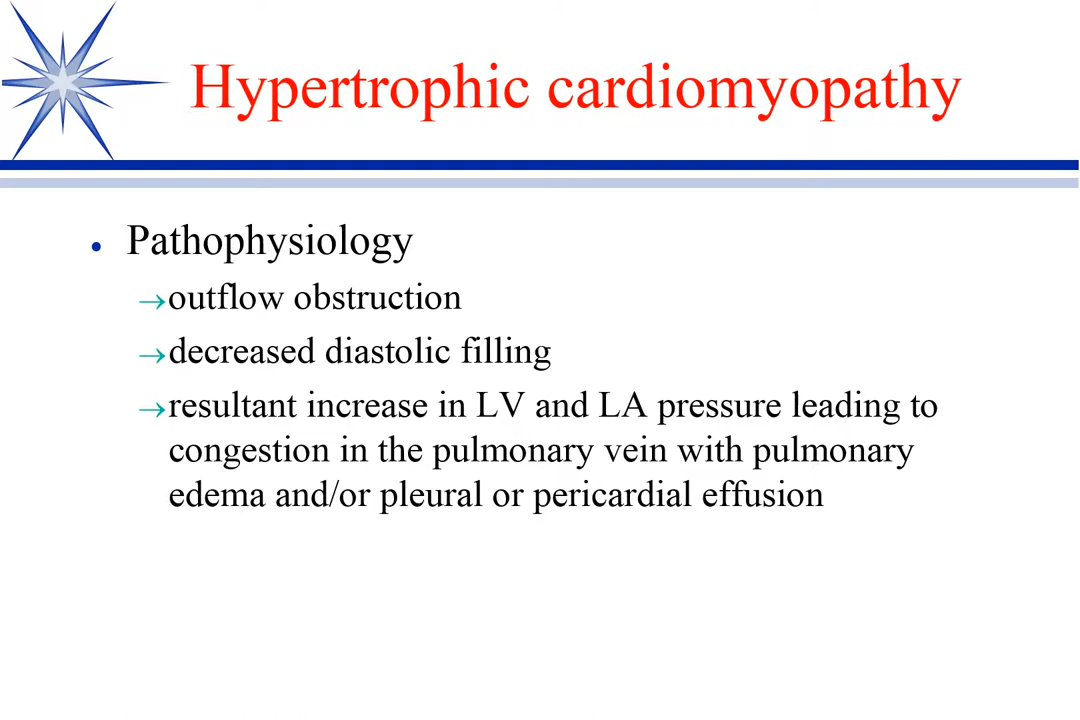 Hypertrophic cardiomyopathy
• Pathophysiology
→outflow obstruction
→decreased diastolic filling
→resultant increase in LV and LA pressure leading to
congestion in the pulmonary vein with pulmonary
edema and/or pleural or pericardial effusion